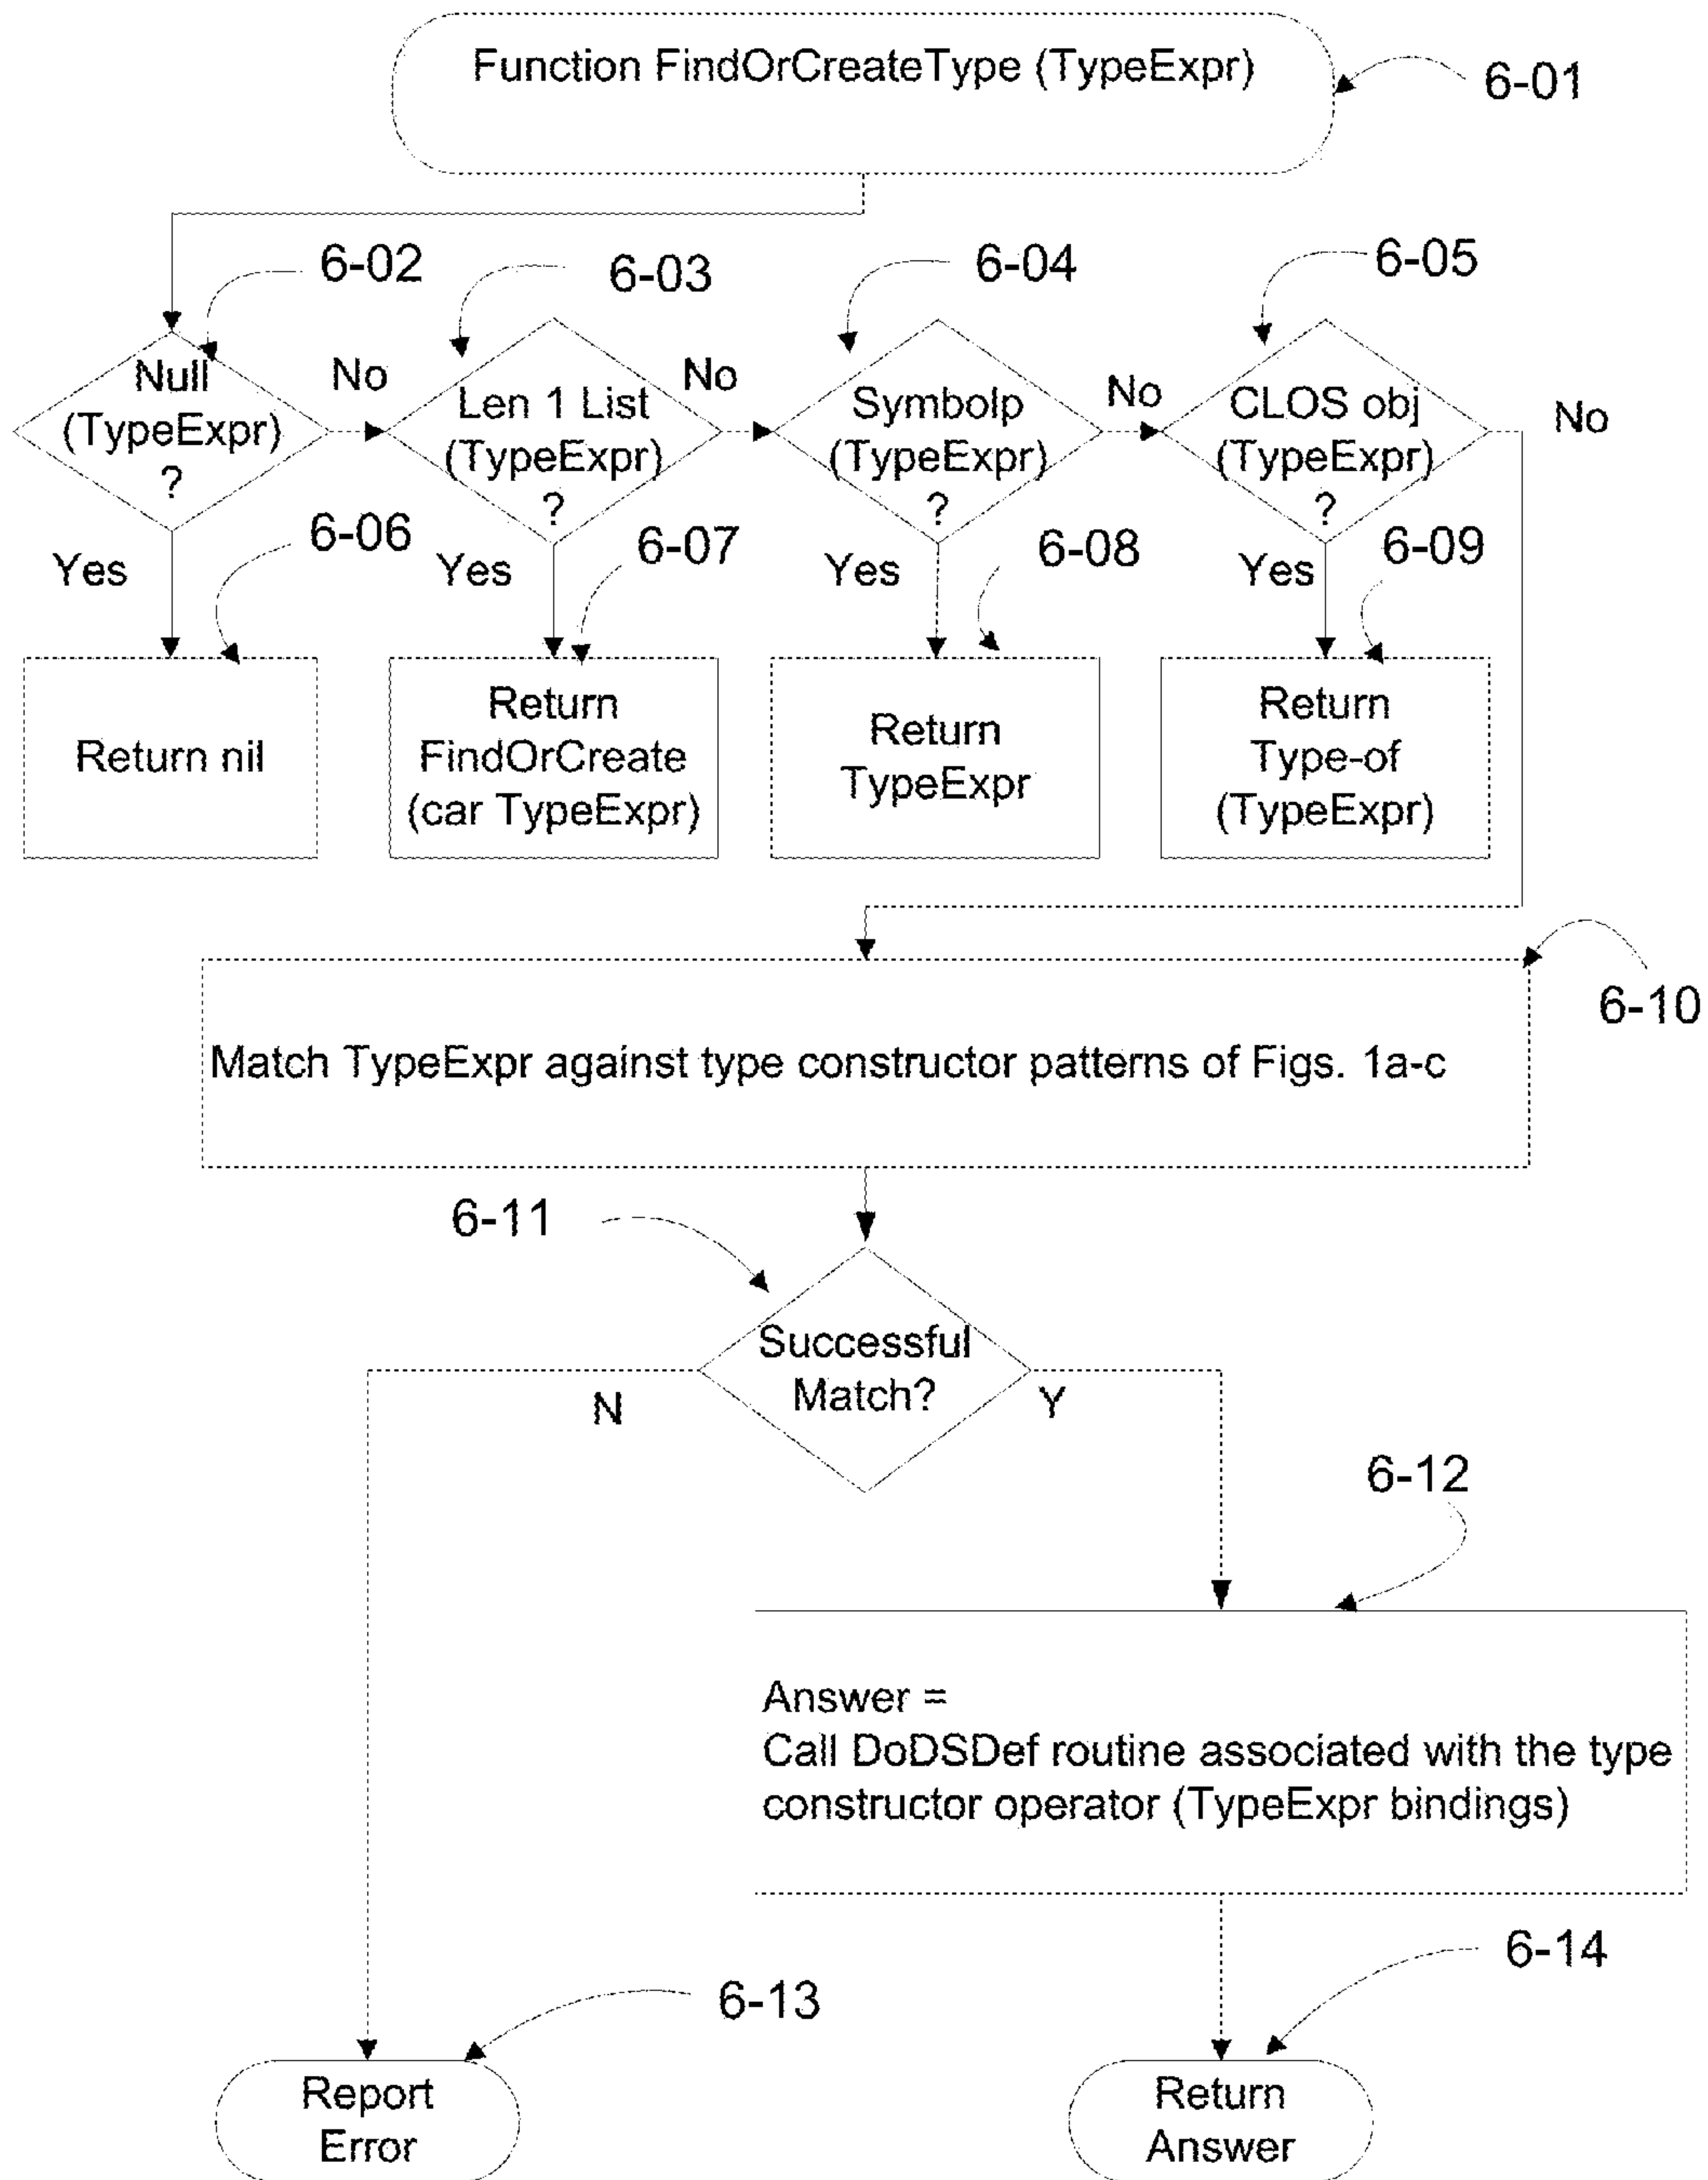 Function FindOrCreateType (TypeExpr)
6-01
6-02
6-03
6-04
6-05
Null
(TypeExpr)
?
No
Len 1 List
(TypeExpr)
?
No
Symbolp
(TypeExpr)
?
No
CLOS obj
(TypeExpr)
?
No
Yes
6-06
Yes
6-07
Yes
6-08
Yes
6-09
Return nil
Return
FindOrCreate
(car TypeExpr)
Return
TypeExpr
Return
Type-of
(TypeExpr)
6-10
Match TypeExpr against type constructor patterns of Figs. 1a-c
6-11
Successful
Match?
N
Y
6-12
Answer =
Call DoDSDef routine associated with the type
constructor operator (TypeExpr bindings)
6-13
6-14
Report
Error
Return
Answer